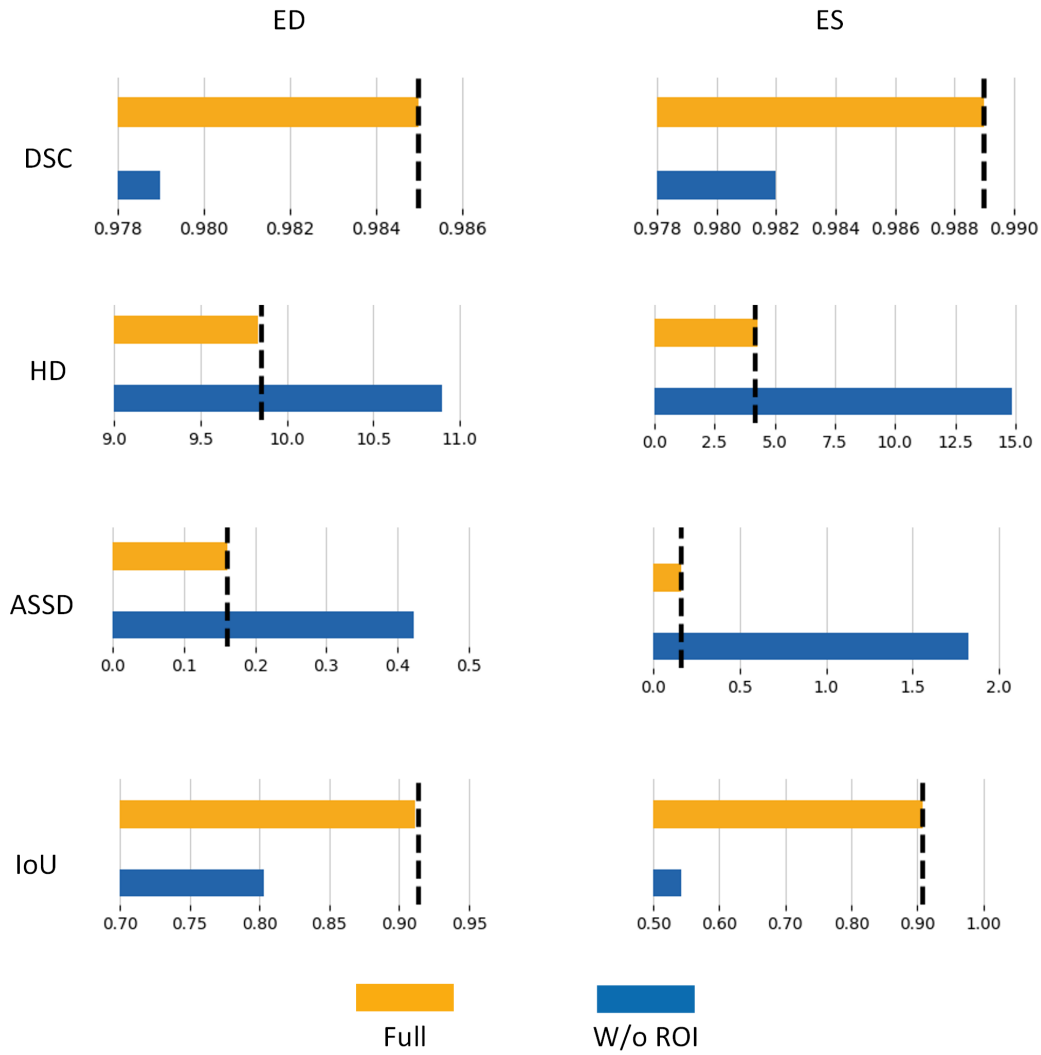 ED ES
DSC
0.978 0.980 0.982 0.984 0.986
0.978 0.980 0.982 0.984 0.986 0.988 0.990
HD
9.0 9.5 10.0 10.5 11.0
0.0 2.5 5.0 7.5 10.0 12.5 15.0
ASSD
0.0 0.1 0.2 0.3 0.4 0.5
0.0 0.5 1.0 1.5 2.0
IoU
0.70 0.75 0.80 0.85 0.90 0.95
0.50 0.60 0.70 0.80 0.90 1.00
Full W/o ROI